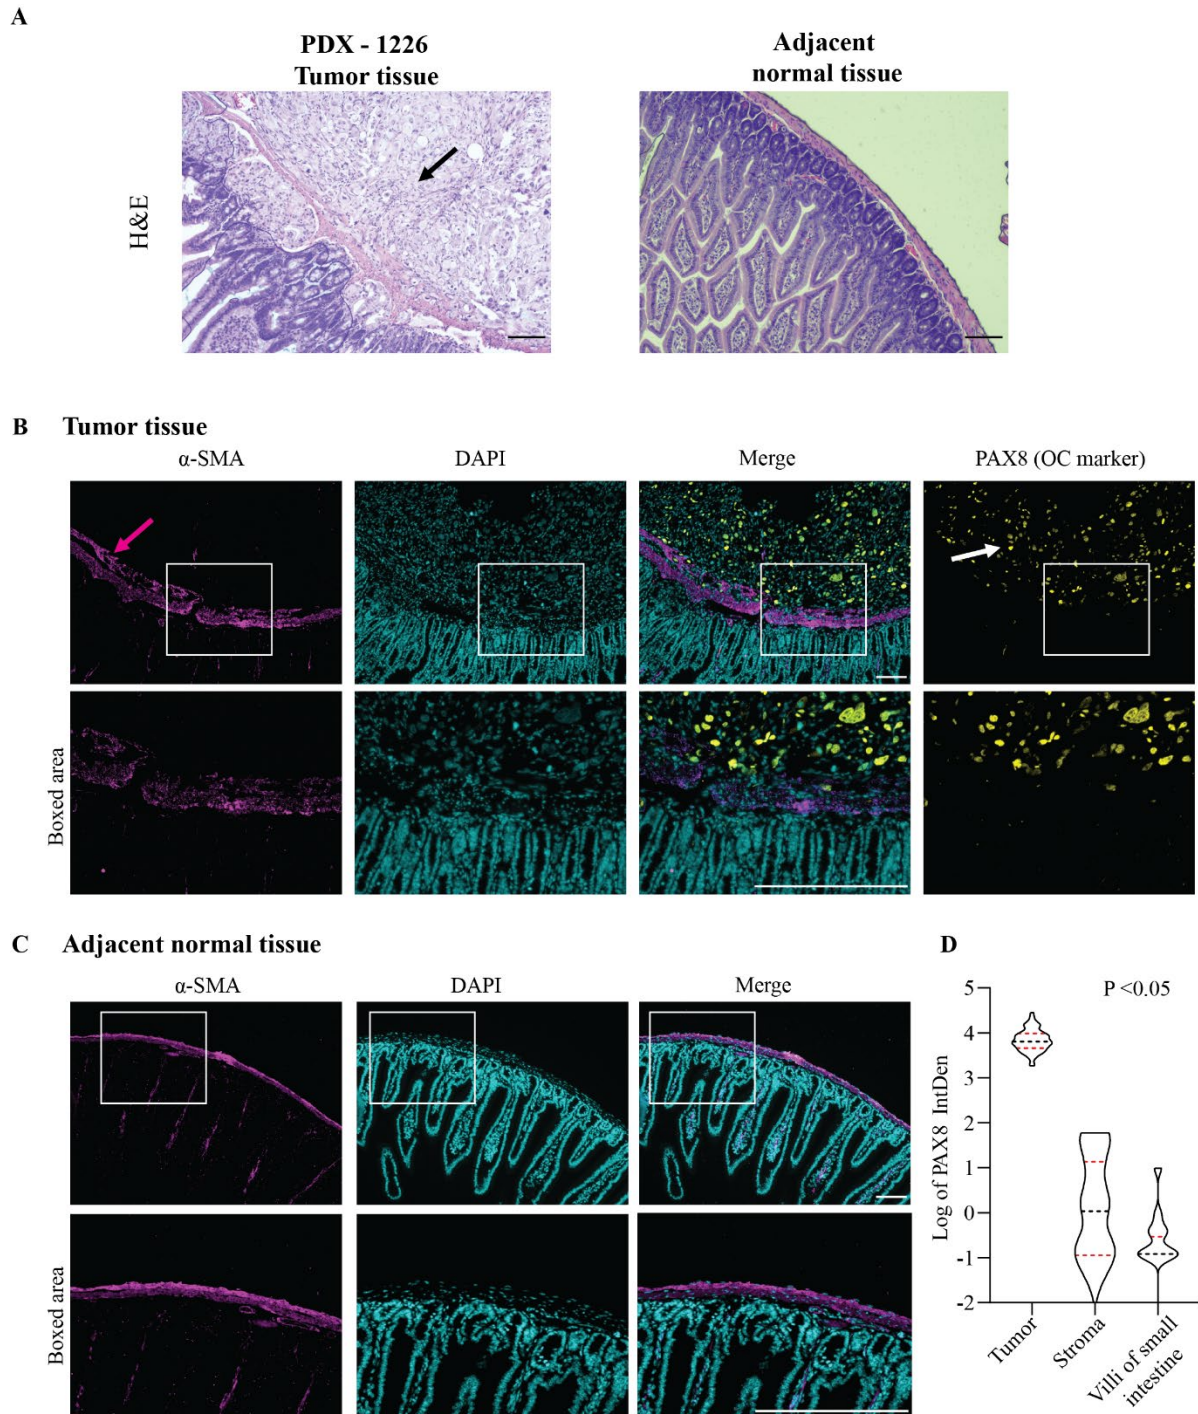 A
PDX - 1226
Tumor tissue
Adjacent
normal tissue
H&E
B Tumor tissue
α-SMA DAPI Merge PAX8 (OC marker)
Boxed area
C Adjacent normal tissue
α-SMA DAPI Merge
Boxed area
D
P <0.05
Log of PAX8 IntDen
5
4
3
2
1
0
-1
-2
Tumor
Stroma
Villi of small
intestine